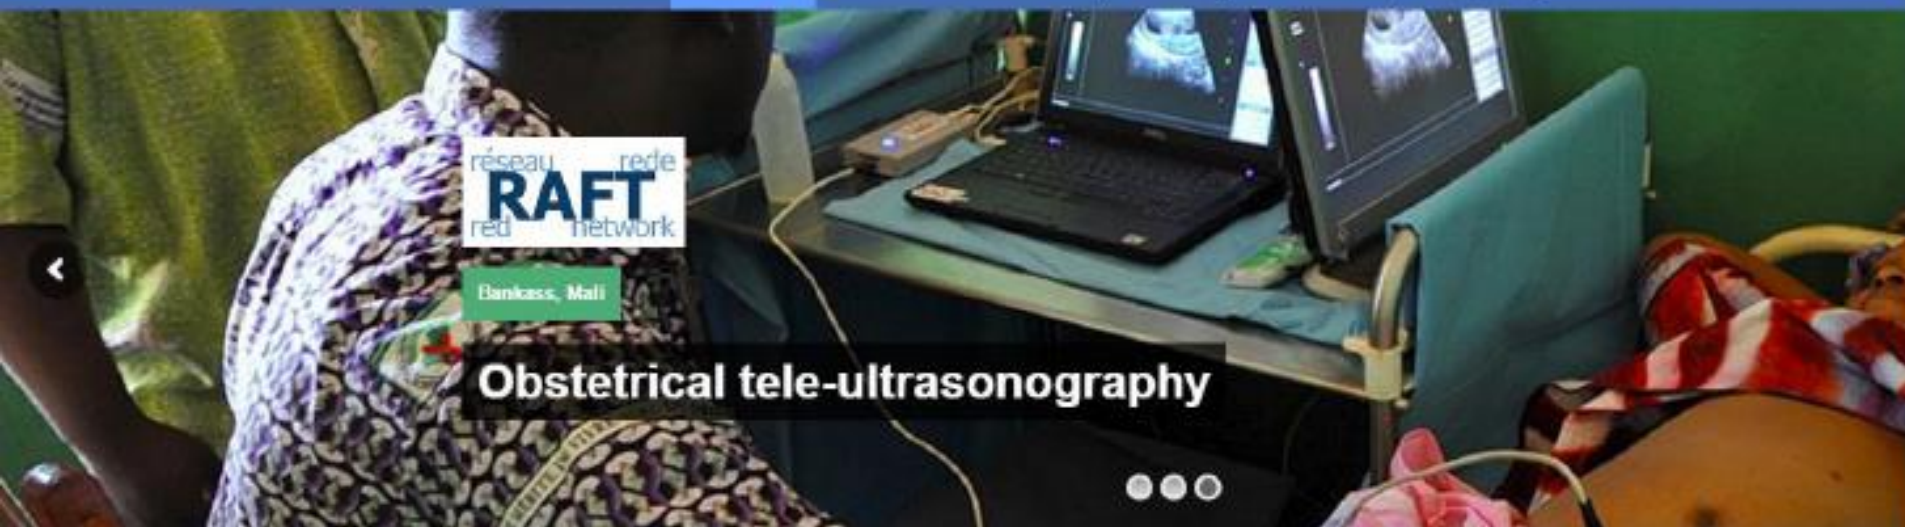 réseau rede
RAFT
red network
Bankass, Mali
Obstetrical tele-ultrasonography